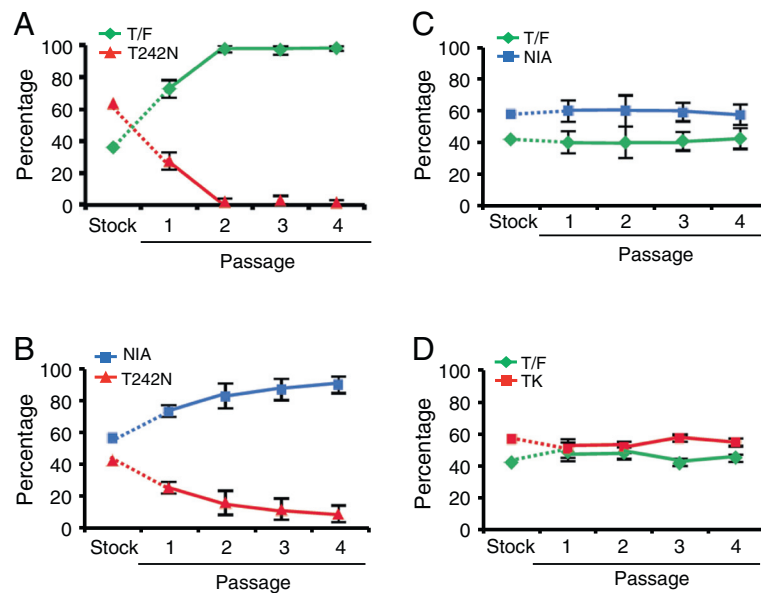 A
T/F
T242N
Percentage
100
80
60
40
20
0
Stock 1 2 3 4
Passage
B
NIA
T242N
Percentage
100
80
60
40
20
0
Stock 1 2 3 4
Passage
C
T/F
NIA
Percentage
100
80
60
40
20
0
Stock 1 2 3 4
Passage
D
T/F
TK
Percentage
100
80
60
40
20
0
Stock 1 2 3 4
Passage